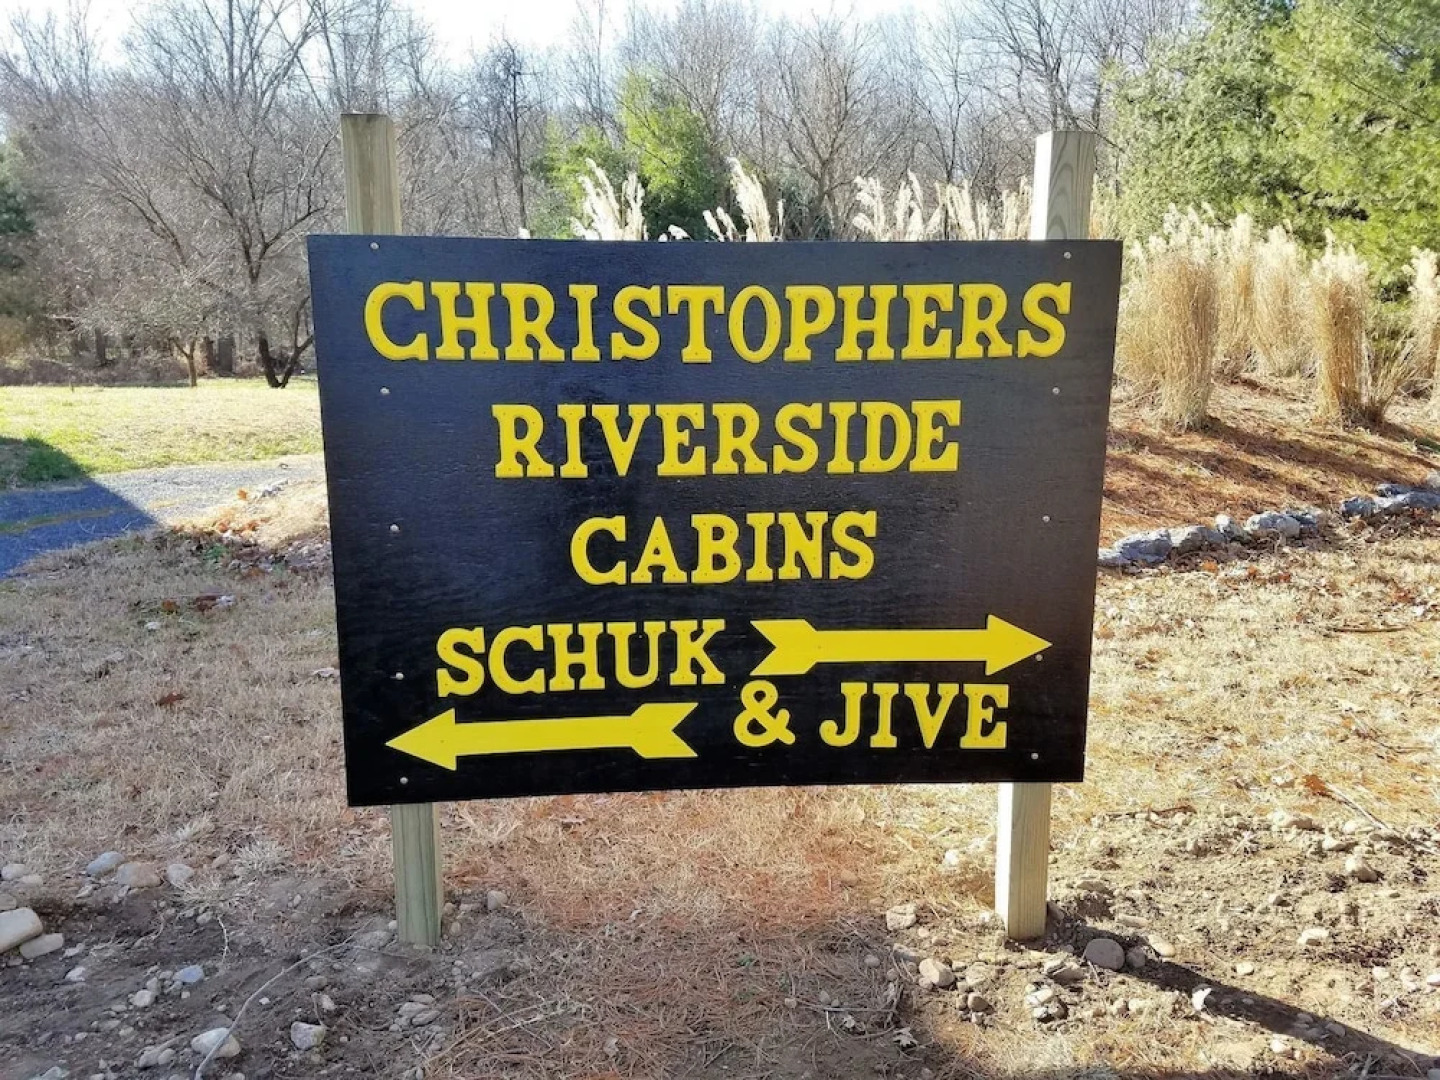 CHRISTOPHERS
RIVERSIDE
CABINS
SCHUK
& JIVE